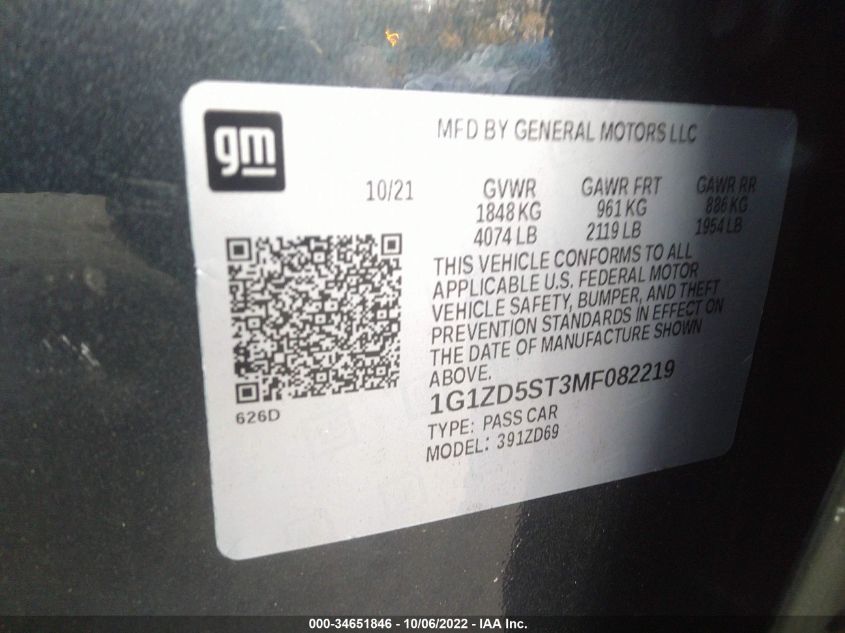 gm
MFD BY GENERAL MOTORS LLC
10/21
GVWR GAWR FRT GAWR RR
1848 KG 961 KG 886 KG
4074 LB 2119 LB 1954 LB
THIS VEHICLE CONFORMS TO ALL
APPLICABLE U.S. FEDERAL MOTOR
VEHICLE SAFETY, BUMPER, AND THEFT
PREVENTION STANDARDS IN EFFECT ON
THE DATE OF MANUFACTURE SHOWN
ABOVE.
626D
1G1ZD5ST3MF082219
TYPE: PASS CAR
MODEL: 391ZD69
000-34651846 - 10/06/2022 - IAA Inc.